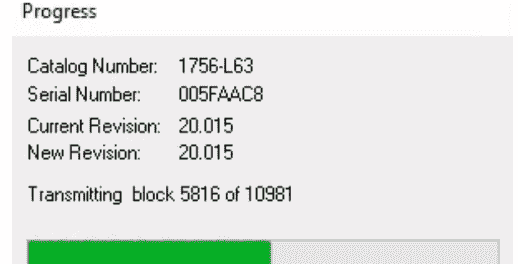 Progress
Catalog Number: 1756-L63
Serial Number: 005FAAC8
Current Revision: 20.015
New Revision: 20.015
Transmitting block 5816 of 10981